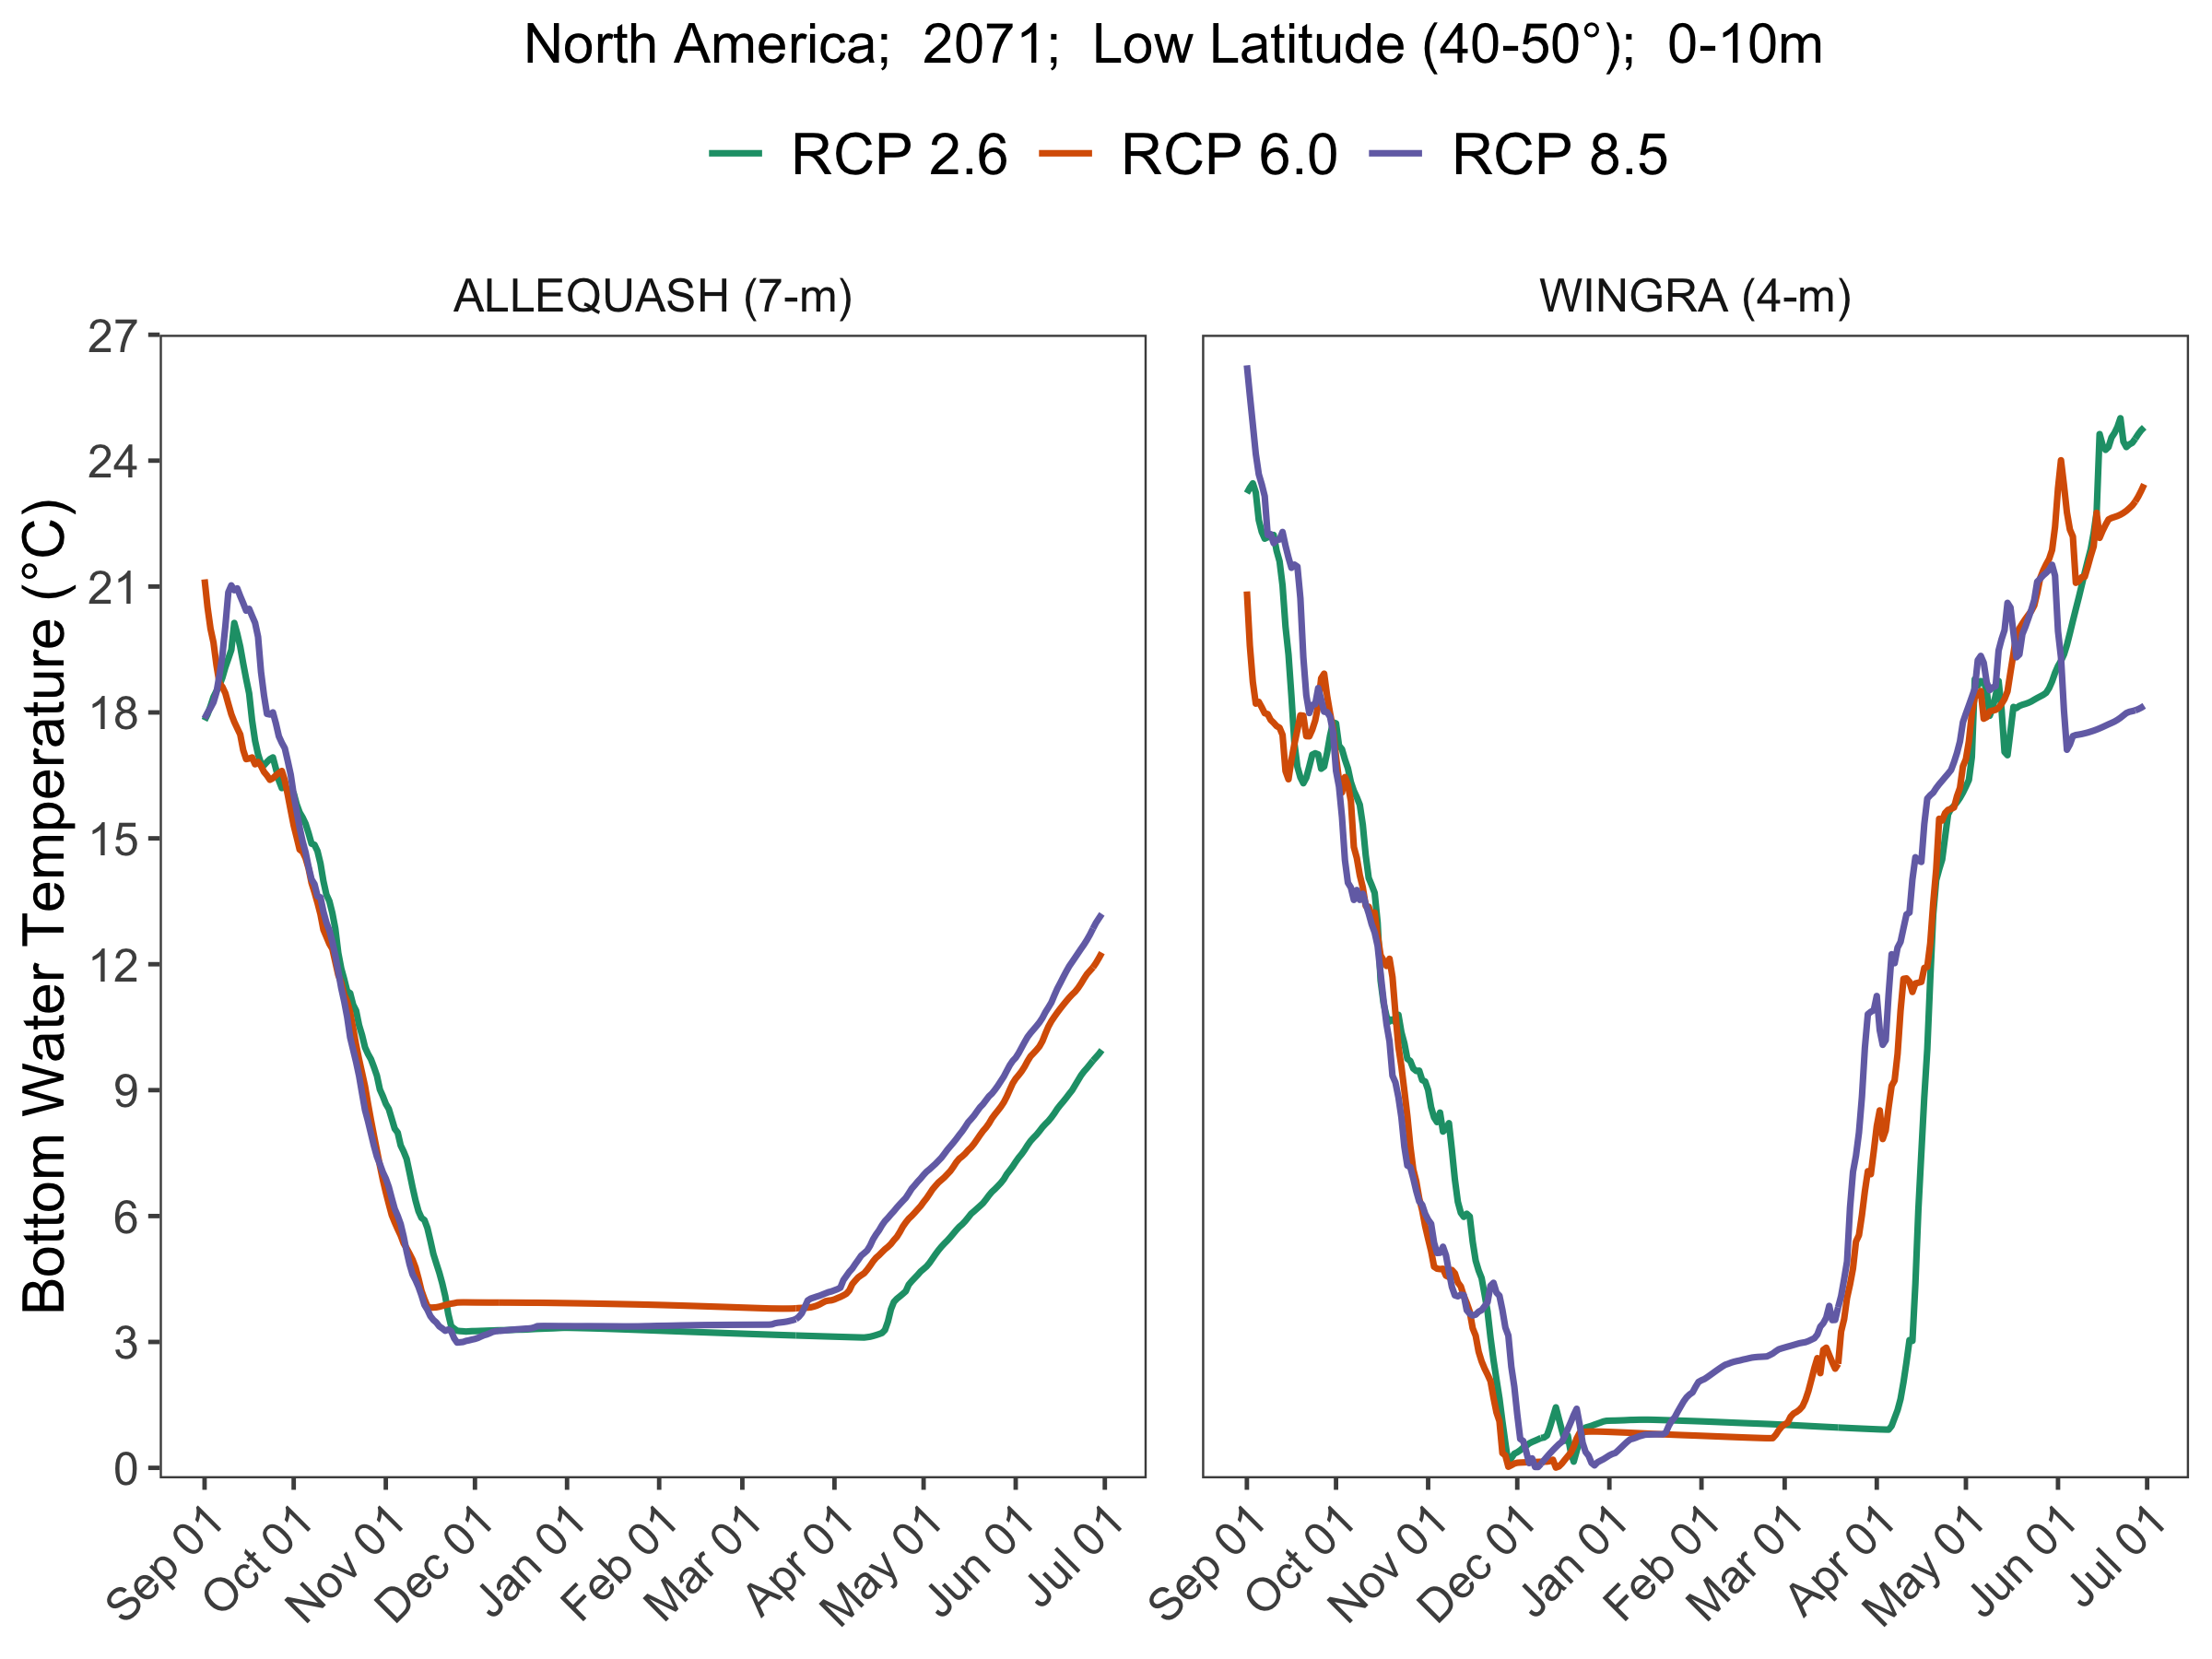 North America;  2071;  Low Latitude (40-50°);  0-10m
RCP 2.6 RCP 6.0 RCP 8.5
ALLEQUASH (7-m)
WINGRA (4-m)
Bottom Water Temperature (°C)
27
24
21
18
15
12
9
6
3
0
Sep 01 Oct 01 Nov 01 Dec 01 Jan 01 Feb 01 Mar 01 Apr 01 May 01 Jun 01 Jul 01
Sep 01 Oct 01 Nov 01 Dec 01 Jan 01 Feb 01 Mar 01 Apr 01 May 01 Jun 01 Jul 01